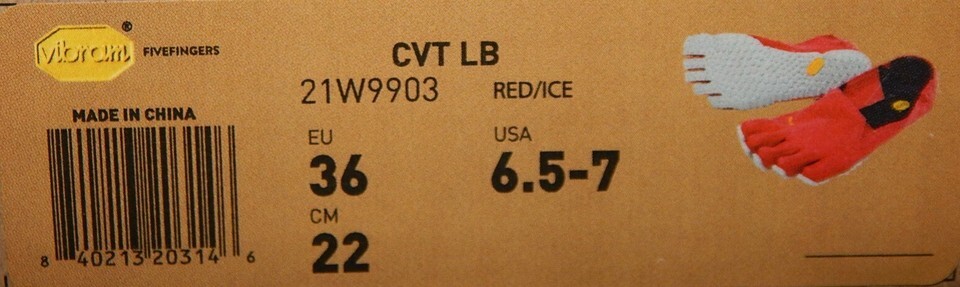 vibram®
FIVEFINGERS
MADE IN CHINA
8 40213 20314 6
CVT LB
21W9903 RED/ICE
EU USA
36 6.5-7
CM
22